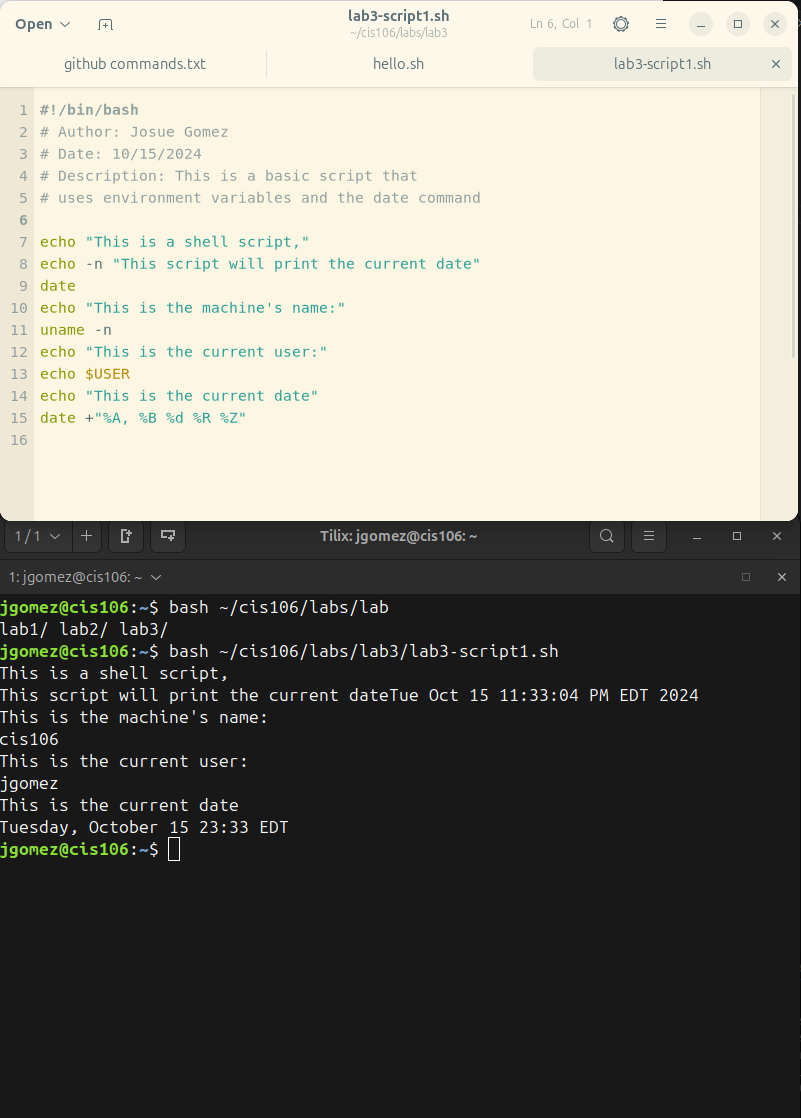 Open
lab3-script1.sh
~/cis106/labs/lab3
Ln 6, Col 1
github commands.txt
hello.sh
lab3-script1.sh
1 #!/bin/bash
2 # Author: Josue Gomez
3 # Date: 10/15/2024
4 # Description: This is a basic script that
5 # uses environment variables and the date command
6
7 echo "This is a shell script,"
8 echo -n "This script will print the current date"
9 date
10 echo "This is the machine's name:"
11 uname -n
12 echo "This is the current user:"
13 echo $USER
14 echo "This is the current date"
15 date +"%A, %B %d %R %Z"
16
1 / 1
Tilix: jgomez@cis106: ~
1: jgomez@cis106: ~
jgomez@cis106:~$ bash ~/cis106/labs/lab
lab1/ lab2/ lab3/
jgomez@cis106:~$ bash ~/cis106/labs/lab3/lab3-script1.sh
This is a shell script,
This script will print the current dateTue Oct 15 11:33:04 PM EDT 2024
This is the machine's name:
cis106
This is the current user:
jgomez
This is the current date
Tuesday, October 15 23:33 EDT
jgomez@cis106:~$